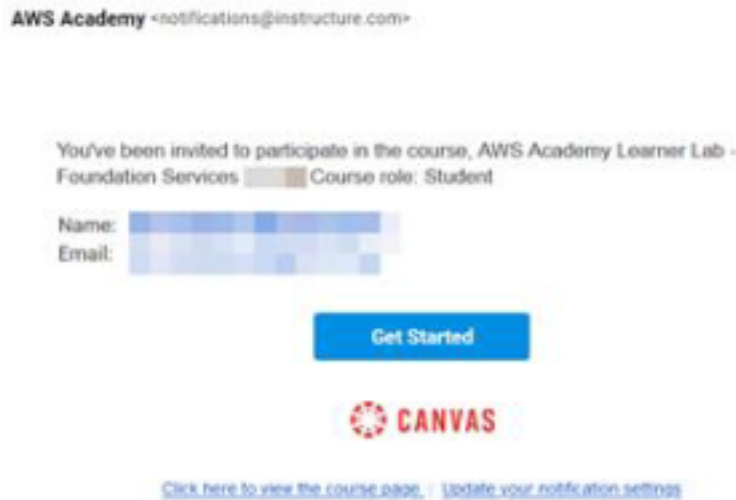 AWS Academy <notifications@instructure.com>
You've been invited to participate in the course, AWS Academy Learner Lab -
Foundation Services Course role: Student
Name:
Email:
Get Started
CANVAS
Click here to view the course page. | Update your notification settings